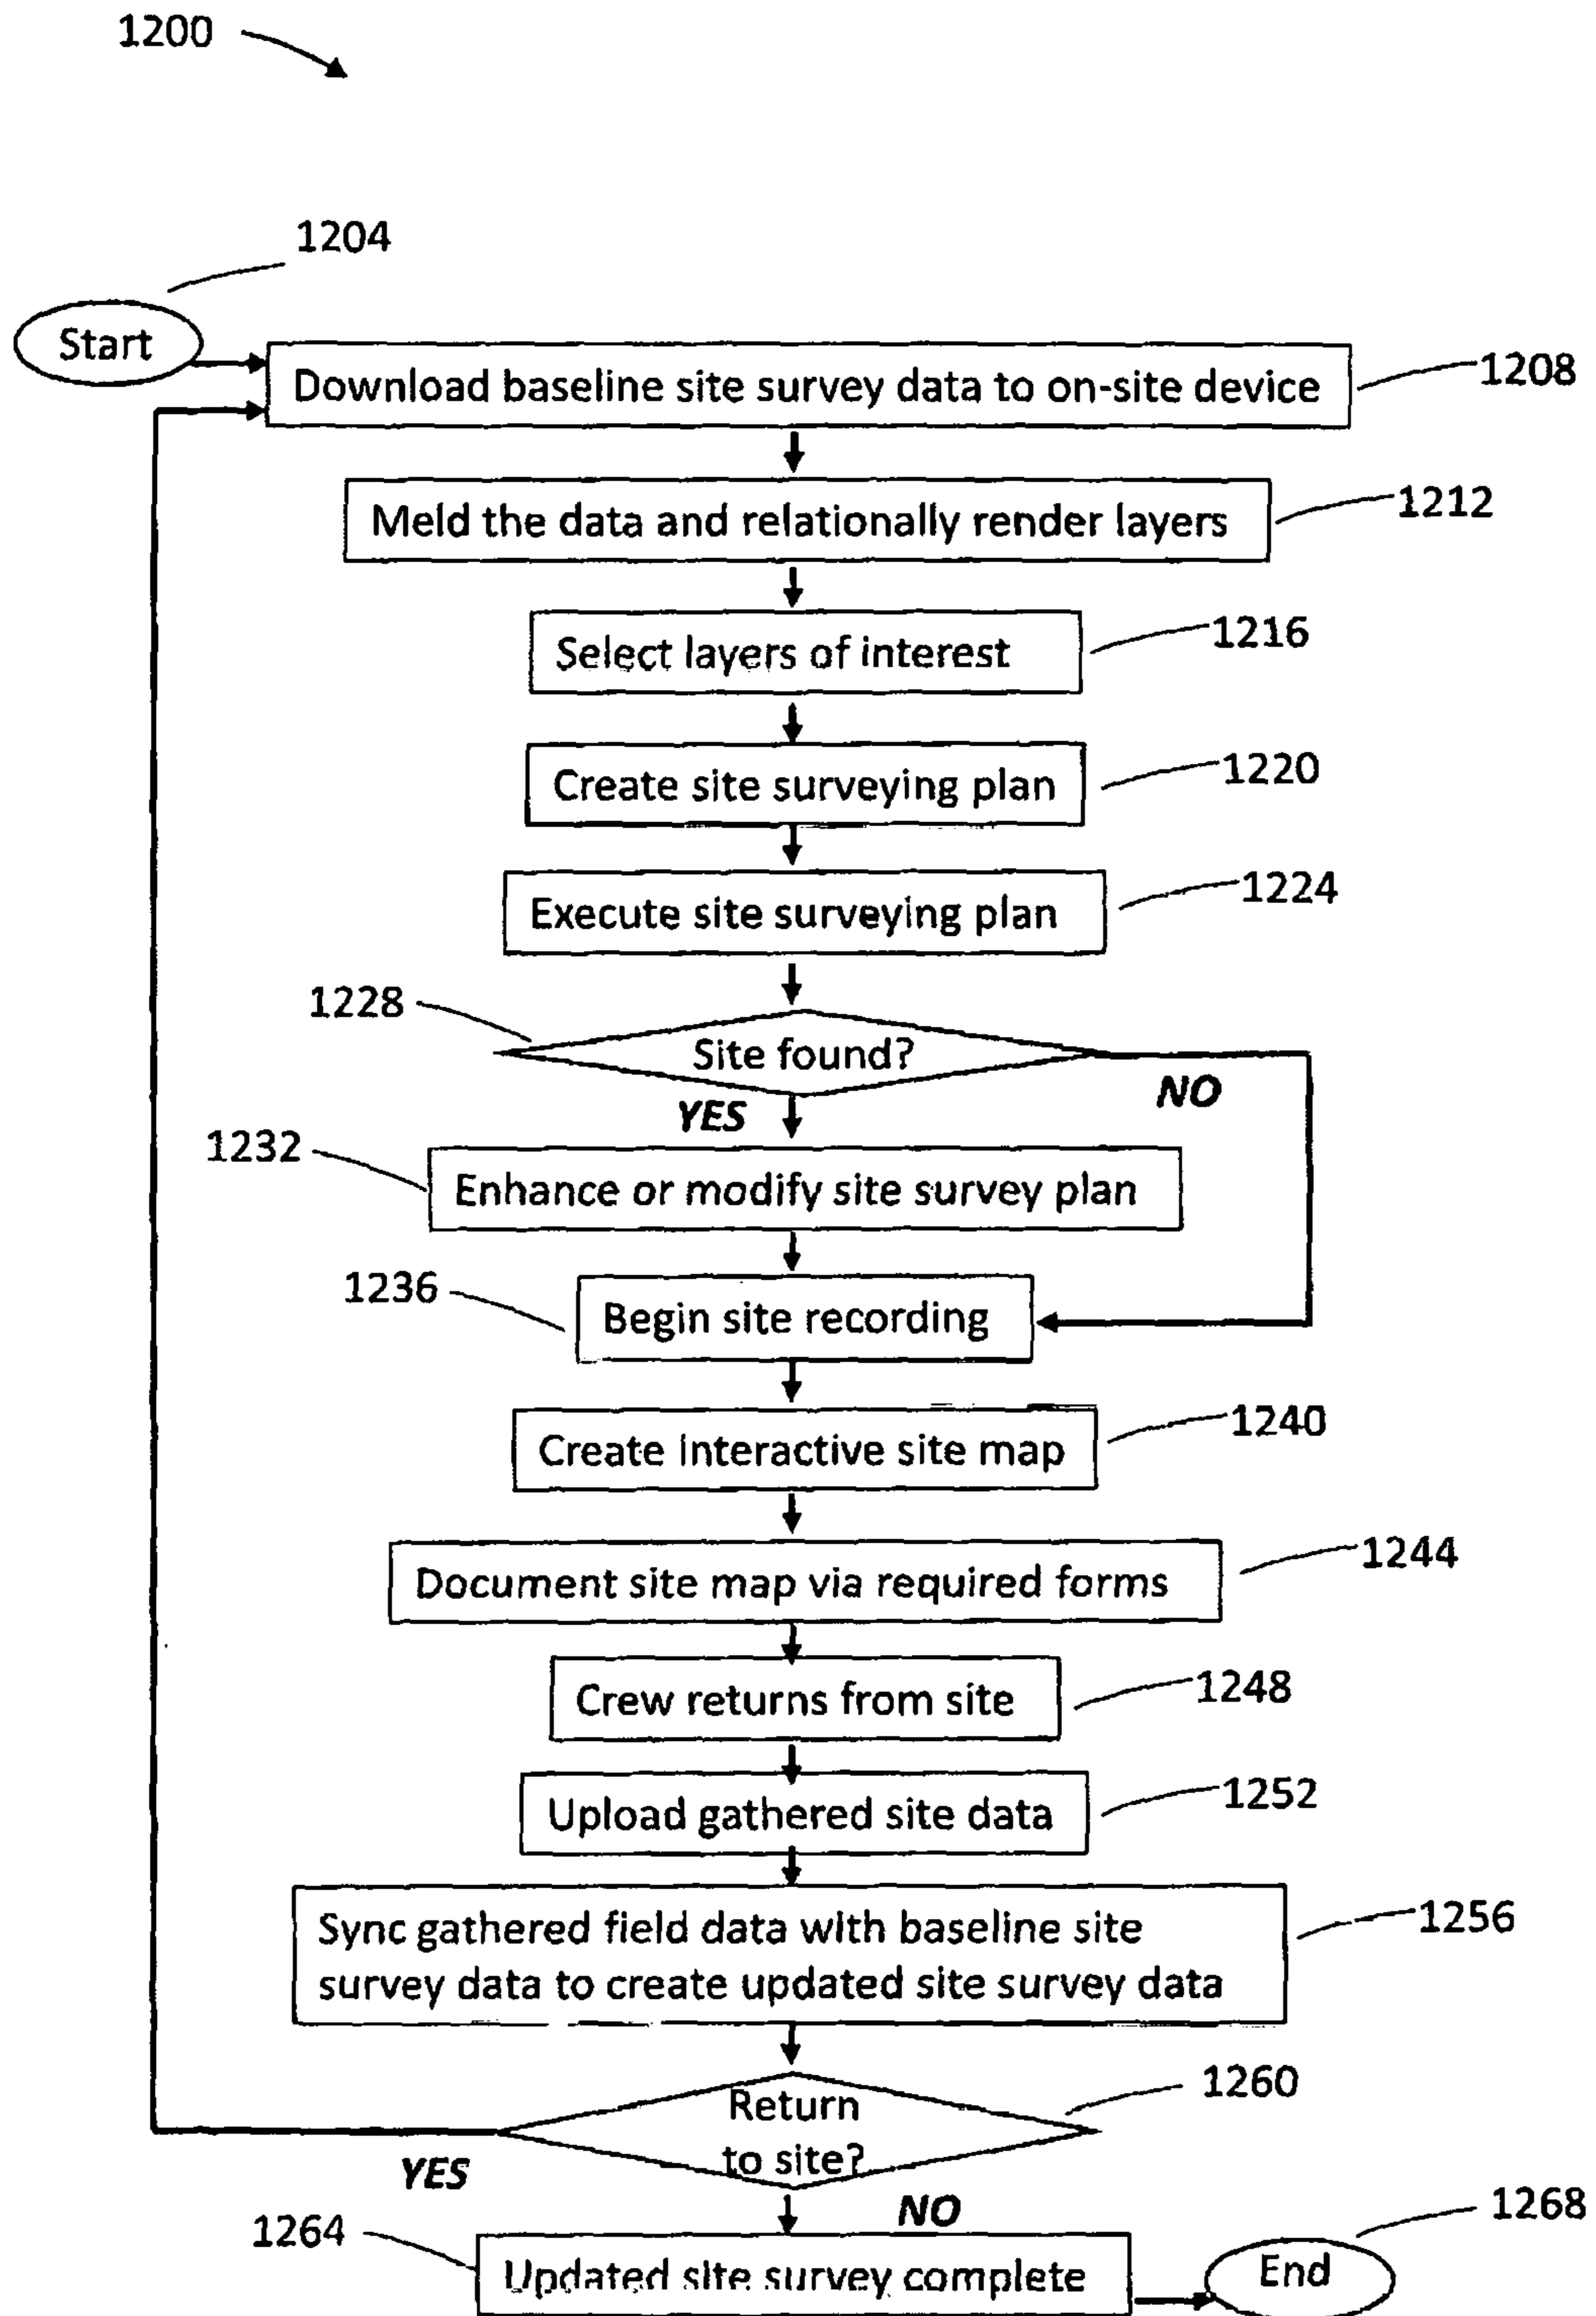 1200
1204
Start
Download baseline site survey data to on-site device
1208
Meld the data and relationally render layers
1212
Select layers of interest
1216
Create site surveying plan
1220
Execute site surveying plan
1224
1228
Site found?
NO
YES
1232
Enhance or modify site survey plan
1236
Begin site recording
Create interactive site map
1240
Document site map via required forms
1244
Crew returns from site
1248
Upload gathered site data
1252
Sync gathered field data with baseline site
survey data to create updated site survey data
1256
Return
to site?
1260
YES
NO
1264
Updated site survey complete
End
1268